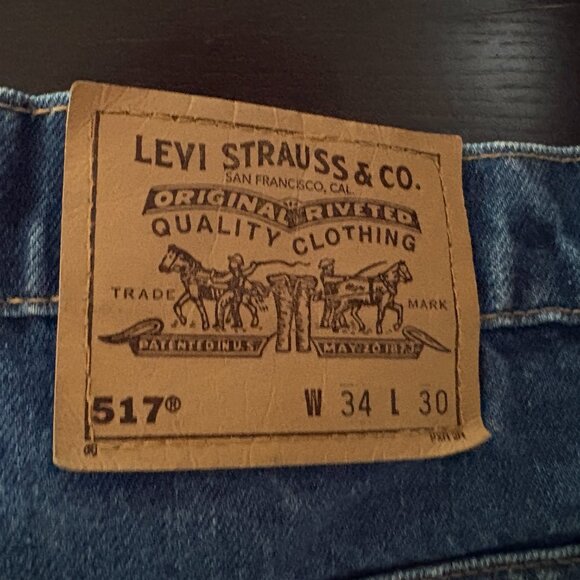 LEVI STRAUSS & CO.
SAN FRANCISCO, CAL.
ORIGINAL RIVETED
QUALITY CLOTHING
TRADE MARK
PATENTED IN U.S. MAY 20 1873
517® W 34 L 30